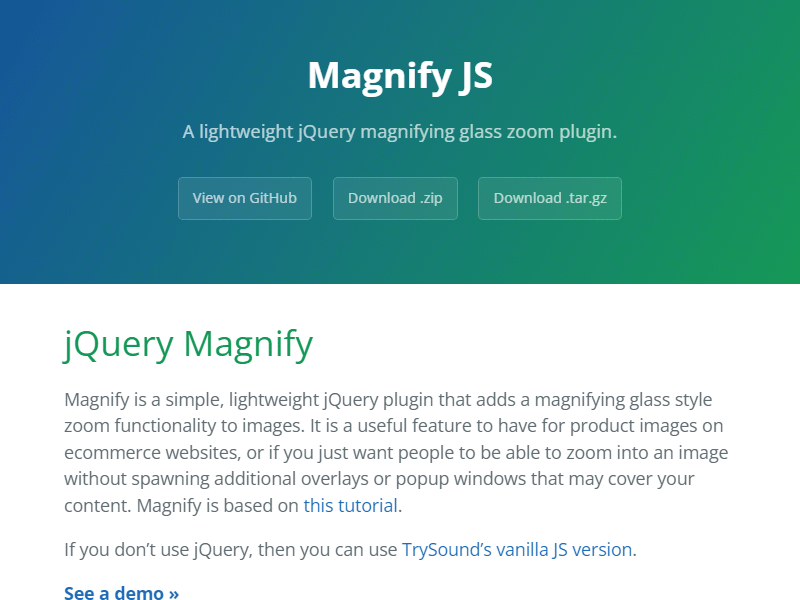 Magnify JS
A lightweight jQuery magnifying glass zoom plugin.
View on GitHub
Download .zip
Download .tar.gz
jQuery Magnify
Magnify is a simple, lightweight jQuery plugin that adds a magnifying glass style
zoom functionality to images. It is a useful feature to have for product images on
ecommerce websites, or if you just want people to be able to zoom into an image
without spawning additional overlays or popup windows that may cover your
content. Magnify is based on this tutorial.
If you don’t use jQuery, then you can use TrySound’s vanilla JS version.
See a demo »